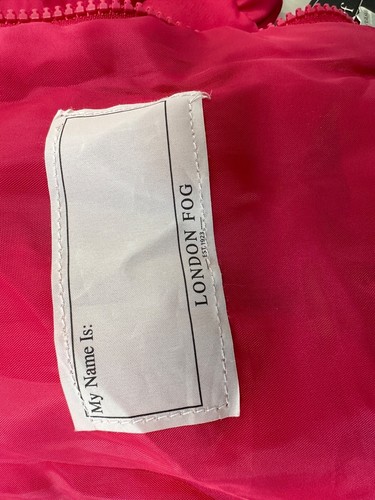 My Name Is:
LONDON FOG
EST.1923